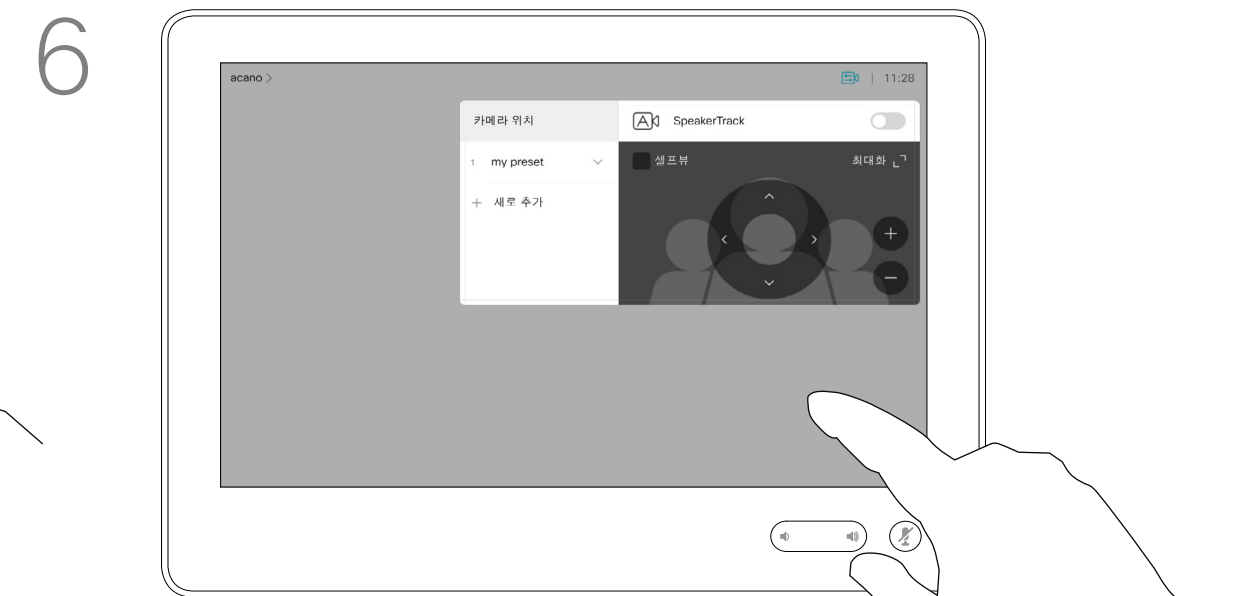 6
acano >
11:28
카메라 위치
SpeakerTrack
1 my preset
셀프뷰
최대화
+ 새로 추가